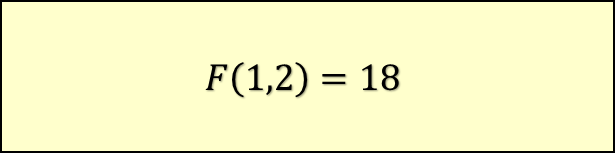 F(1,2) = 18